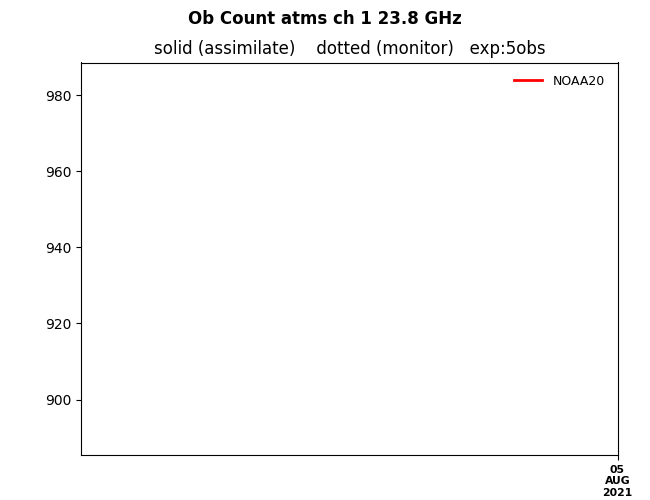 Ob Count atms ch 1 23.8 GHz
solid (assimilate) dotted (monitor) exp:5obs
NOAA20
980
960
940
920
900
05
AUG
2021